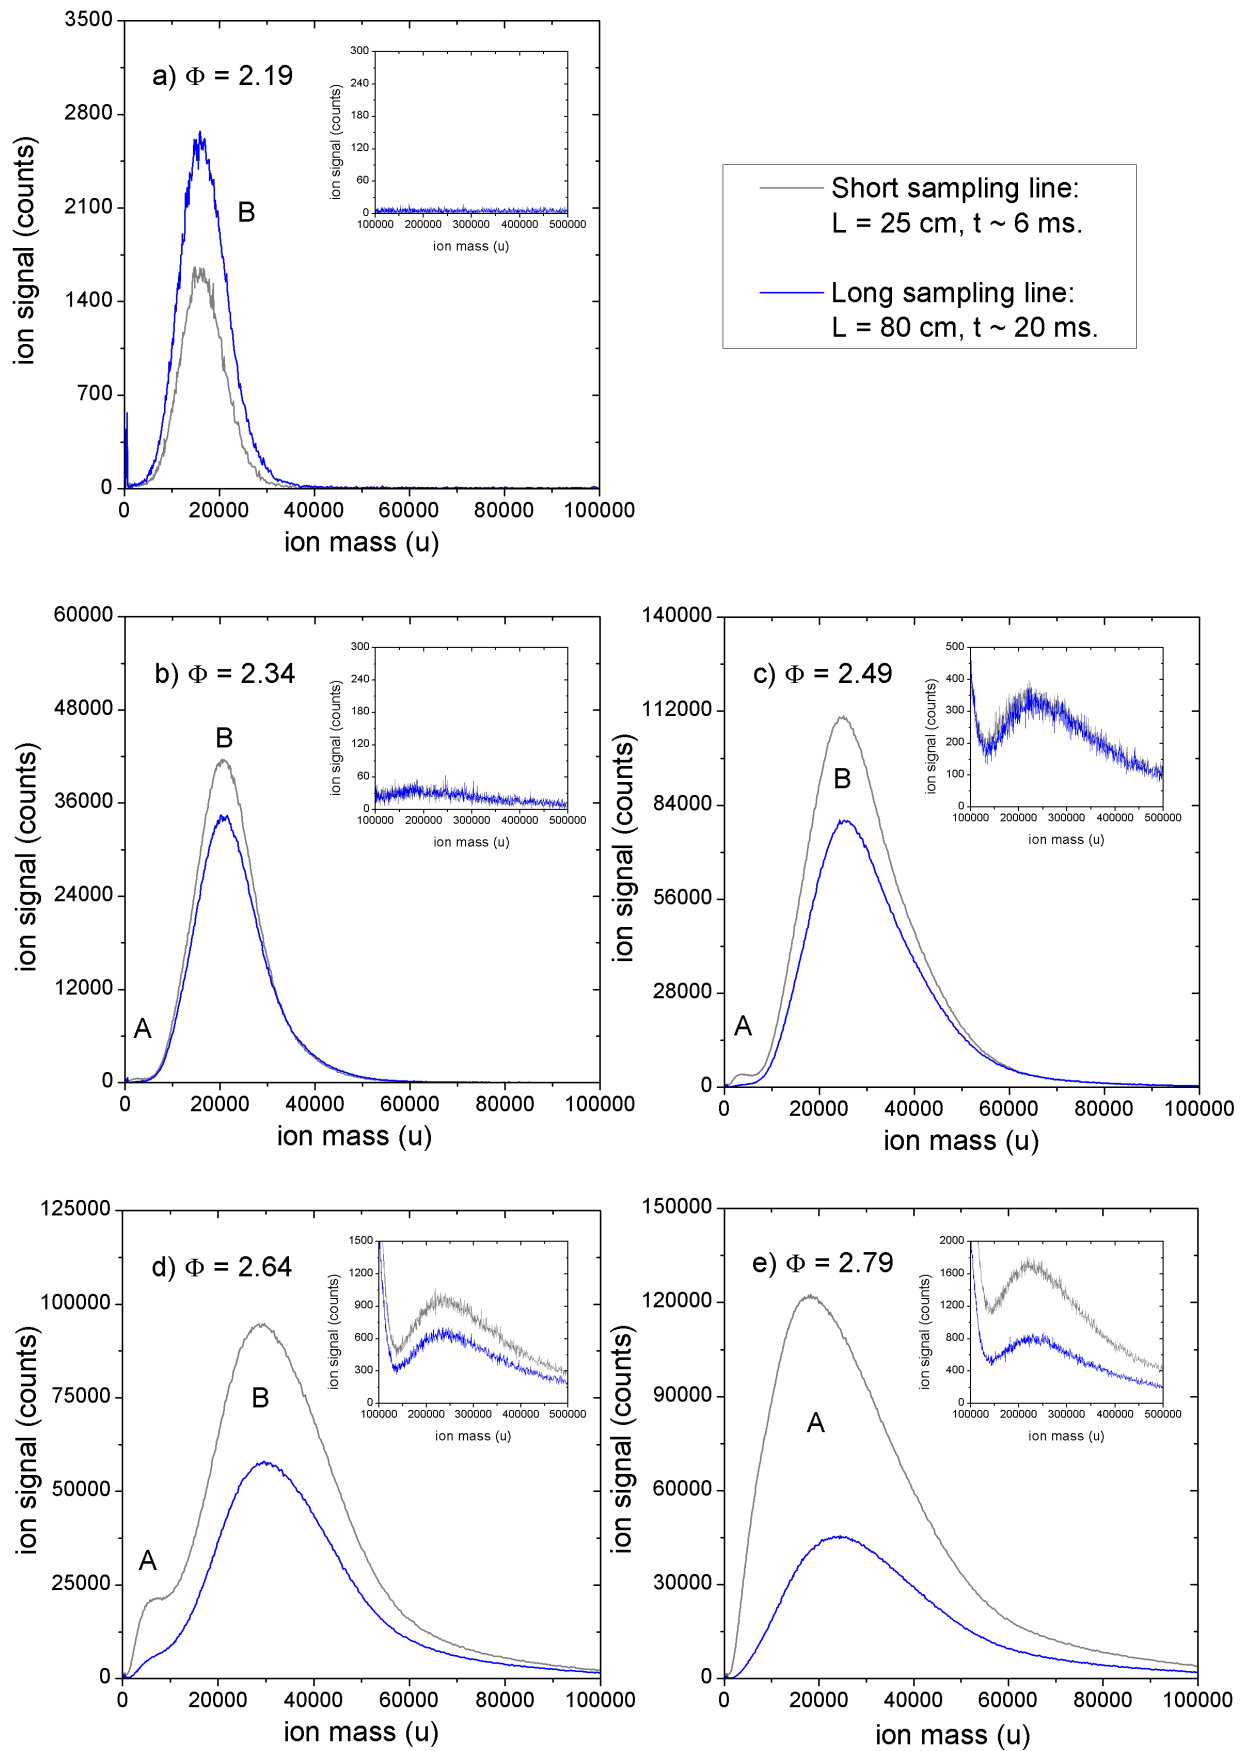 a) Φ = 2.19
B
ion signal (counts)
3500
2800
2100
1400
700
0
0 20000 40000 60000 80000 100000
ion mass (u)
ion signal (counts)
300
240
180
120
60
0
100000 200000 300000 400000 500000
ion mass (u)
Short sampling line:
L = 25 cm, t ~ 6 ms.
Long sampling line:
L = 80 cm, t ~ 20 ms.
b) Φ = 2.34
B
A
ion signal (counts)
60000
48000
36000
24000
12000
0
0 20000 40000 60000 80000 100000
ion mass (u)
ion signal (counts)
300
240
180
120
60
0
100000 200000 300000 400000 500000
ion mass (u)
c) Φ = 2.49
B
A
ion signal (counts)
140000
112000
84000
56000
28000
0
0 20000 40000 60000 80000 100000
ion mass (u)
ion signal (counts)
500
400
300
200
100
0
100000 200000 300000 400000 500000
ion mass (u)
d) Φ = 2.64
B
A
ion signal (counts)
125000
100000
75000
50000
25000
0
0 20000 40000 60000 80000 100000
ion mass (u)
ion signal (counts)
1500
1200
900
600
300
0
100000 200000 300000 400000 500000
ion mass (u)
e) Φ = 2.79
A
ion signal (counts)
150000
120000
90000
60000
30000
0
0 20000 40000 60000 80000 100000
ion mass (u)
ion signal (counts)
2000
1600
1200
800
400
0
100000 200000 300000 400000 500000
ion mass (u)